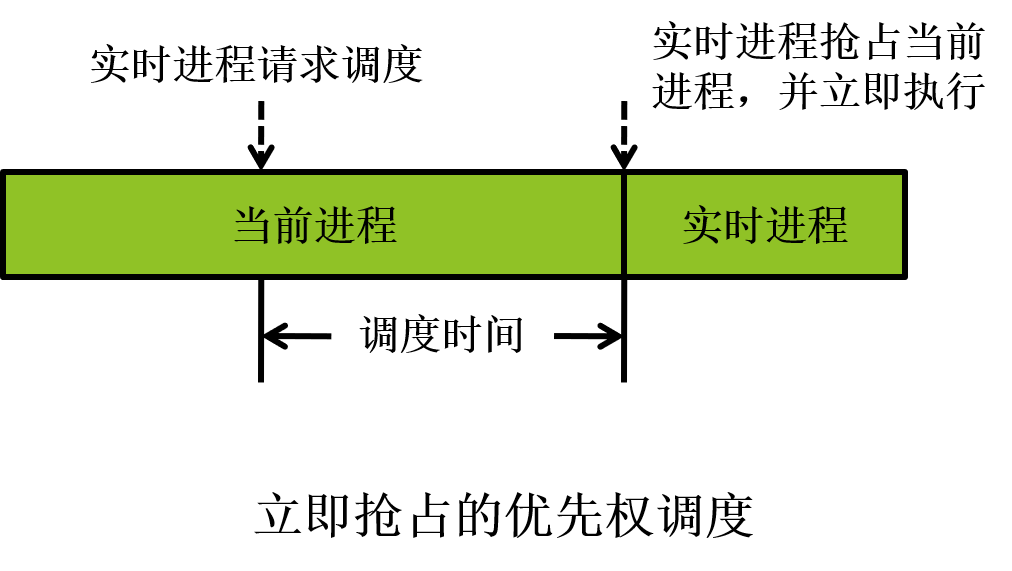 实时进程请求调度
实时进程抢占当前
进程，并立即执行
当前进程
实时进程
调度时间
立即抢占的优先权调度